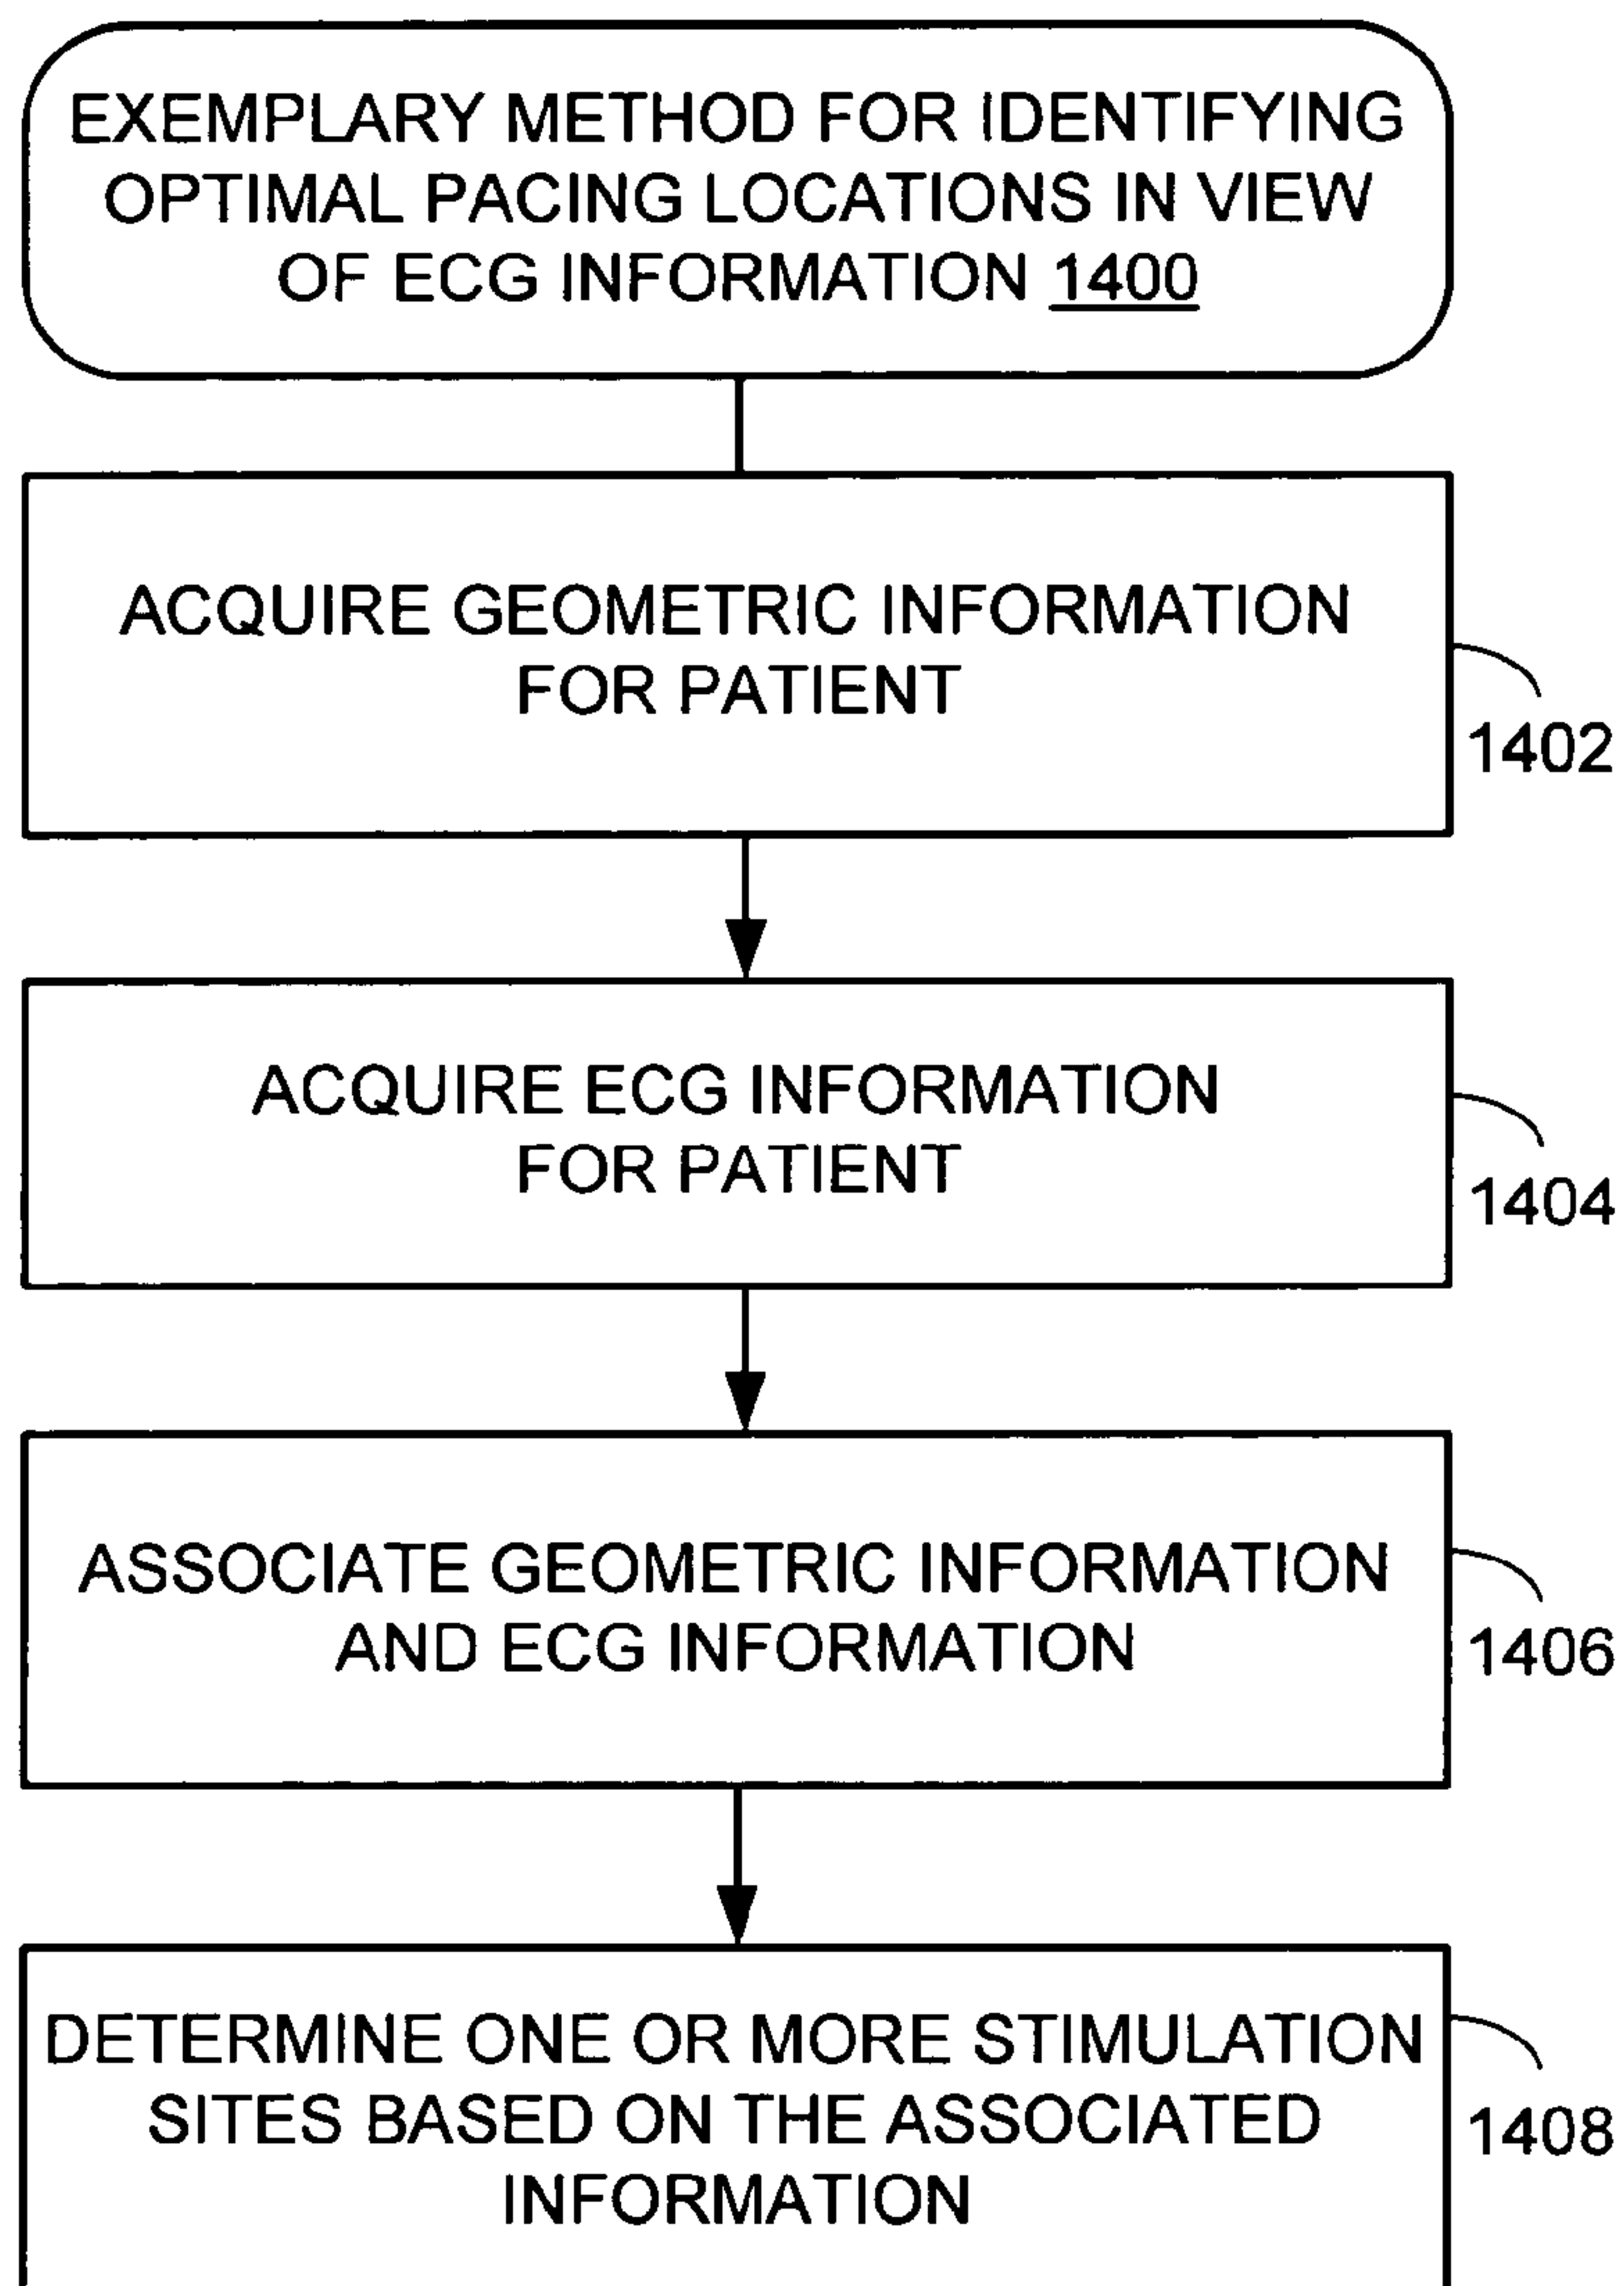 EXEMPLARY METHOD FOR IDENTIFYING
OPTIMAL PACING LOCATIONS IN VIEW
OF ECG INFORMATION 1400
ACQUIRE GEOMETRIC INFORMATION
FOR PATIENT
1402
ACQUIRE ECG INFORMATION
FOR PATIENT
1404
ASSOCIATE GEOMETRIC INFORMATION
AND ECG INFORMATION
1406
DETERMINE ONE OR MORE STIMULATION
SITES BASED ON THE ASSOCIATED
INFORMATION
1408